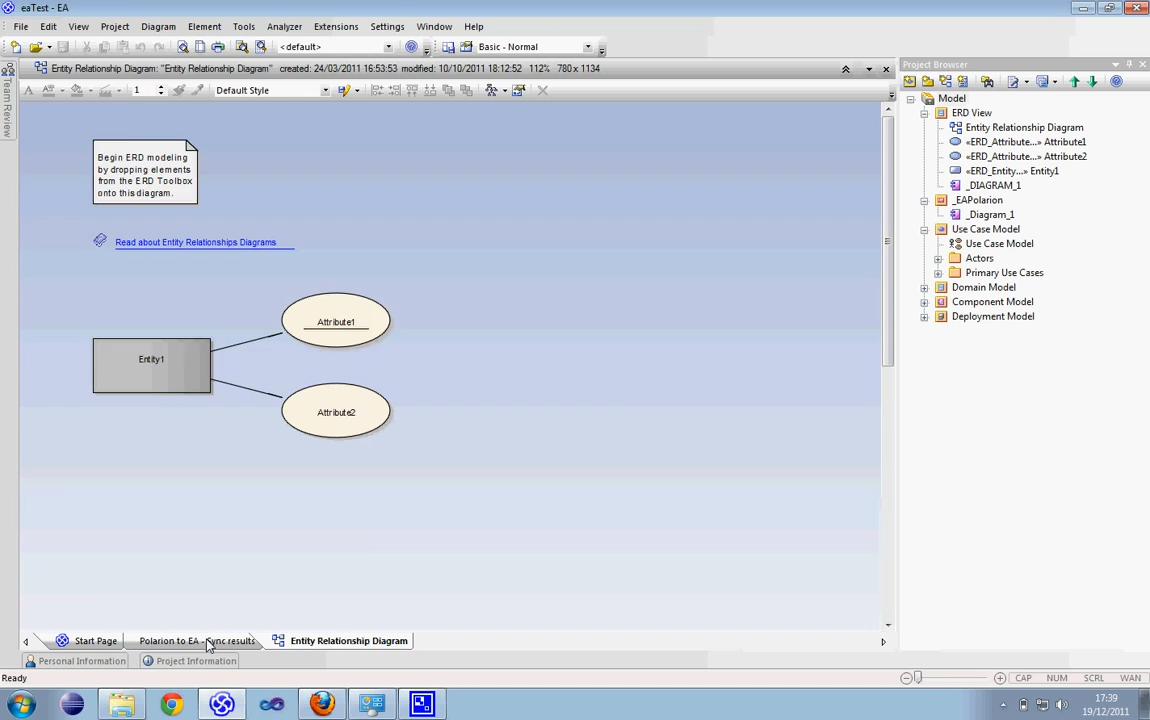 eaTest - EA
File Edit View Project Diagram Element Tools Analyzer Extensions Settings Window Help
<default>
Basic - Normal
Entity Relationship Diagram: "Entity Relationship Diagram" created: 24/03/2011 16:53:53 modified: 10/10/2011 18:12:52 112% 780 x 1134
1
Default Style
Team Review
Begin ERD modeling
by dropping elements
from the ERD Toolbox
onto this diagram.
Read about Entity Relationships Diagrams
Entity1
Attribute1
Attribute2
Project Browser
Model
ERD View
Entity Relationship Diagram
«ERD_Attribute...» Attribute1
«ERD_Attribute...» Attribute2
«ERD_Entity...» Entity1
_DIAGRAM_1
_EAPolarion
_Diagram_1
Use Case Model
Use Case Model
Actors
Primary Use Cases
Domain Model
Component Model
Deployment Model
Start Page
Polarion to EA - Sync results
Entity Relationship Diagram
Personal Information
Project Information
Ready
CAP NUM SCRL WAN
17:39
19/12/2011